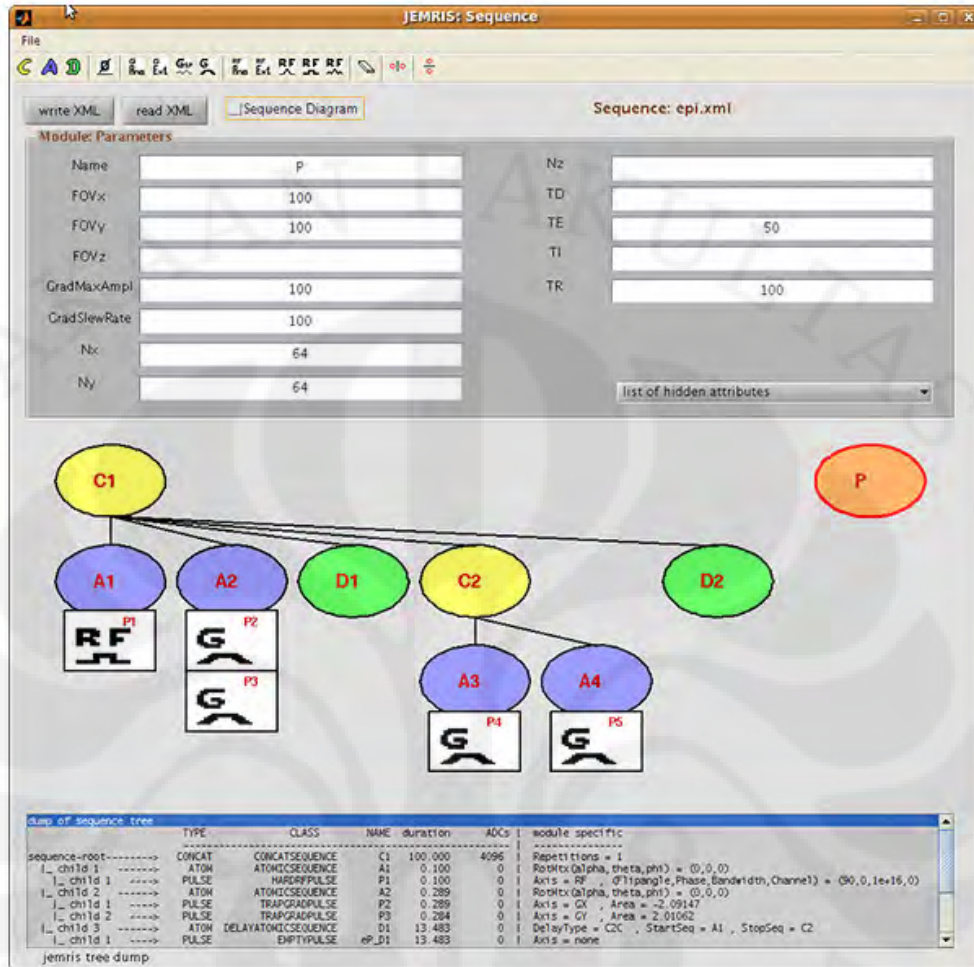 JEMRIS: Sequence
File
C A D
write XML read XML Sequence Diagram Sequence: epi.xml
Module: Parameters
Name P Nz
FOVx 100 TD
FOVy 100 TE 50
FOVz TI
GradMaxAmpl 100 TR 100
GradSlewRate 100
Nx 64
Ny 64 list of hidden attributes
C1 P
A1 A2 D1 C2 D2
P1 RF P2 G
P3 G
A3 A4
P4 G P5 G
dump of sequence tree
TYPE CLASS NAME duration ADCs | module specific
sequence-root--------> CONCAT CONCATSEQUENCE C1 100.000 4096 | Repetitions = 1
|_ child 1 -----> ATOM ATOMICSEQUENCE A1 0.100 0 | RotMtx(alpha,theta,phi) = (0,0,0)
|_ child 1 ----> PULSE HARDRFPULSE P1 0.100 0 | Axis = RF , (Flipangle,Phase,Bandwidth,Channel) = (90,0,1e+16,0)
|_ child 2 -----> ATOM ATOMICSEQUENCE A2 0.289 0 | RotMtx(alpha,theta,phi) = (0,0,0)
|_ child 1 ----> PULSE TRAPGRADPULSE P2 0.289 0 | Axis = GX , Area = -2.09147
|_ child 2 ----> PULSE TRAPGRADPULSE P3 0.284 0 | Axis = GY , Area = 2.01062
|_ child 3 -----> ATOM DELAYATOMICSEQUENCE D1 13.483 0 | DelayType = C2C , StartSeq = A1 , StopSeq = C2
|_ child 1 ----> PULSE EMPTYPULSE eP_D1 13.483 0 | Axis = none
jemris tree dump